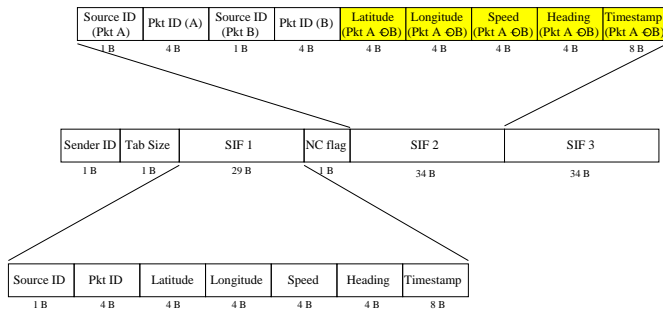 Source ID (Pkt A) Pkt ID (A) Source ID (Pkt B) Pkt ID (B) Latitude (Pkt A ⊕B) Longitude (Pkt A ⊕B) Speed (Pkt A ⊕B) Heading (Pkt A ⊕B) Timestamp (Pkt A ⊕B)
1 B 4 B 1 B 4 B 4 B 4 B 4 B 4 B 8 B
Sender ID Tab Size SIF 1 NC flag SIF 2 SIF 3
1 B 1 B 29 B 1 B 34 B 34 B
Source ID Pkt ID Latitude Longitude Speed Heading Timestamp
1 B 4 B 4 B 4 B 4 B 4 B 8 B